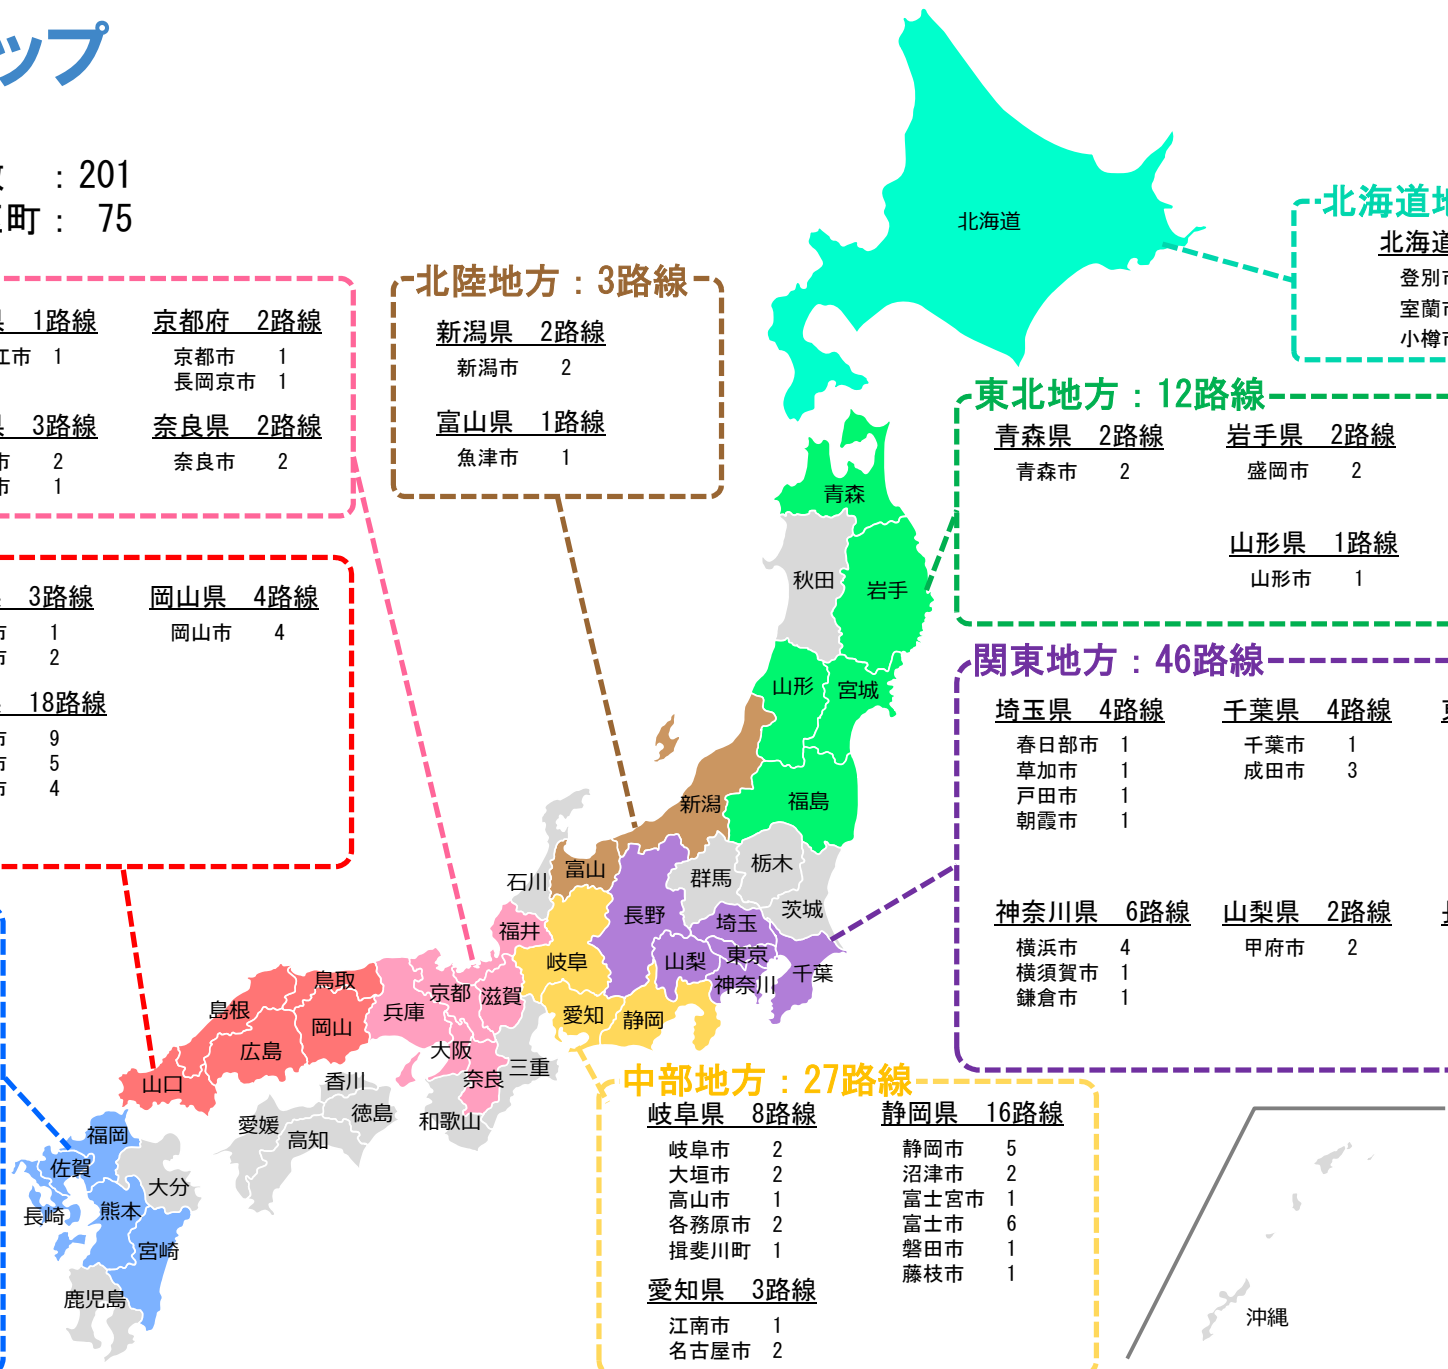 ップ
数 : 201
町 : 75
県 1路線
江市 1
京都府 2路線
京都市 1
長岡京市 1
県 3路線
市 2
市 1
奈良県 2路線
奈良市 2
3路線
市 1
市 2
岡山県 4路線
岡山市 4
18路線
市 9
市 5
市 4
北陸地方 : 3路線
新潟県 2路線
新潟市 2
富山県 1路線
魚津市 1
北海道地
北海道
登別市
室蘭市
小樽市
東北地方 : 12路線
青森県 2路線
青森市 2
岩手県 2路線
盛岡市 2
山形県 1路線
山形市 1
関東地方 : 46路線
埼玉県 4路線
春日部市 1
草加市 1
戸田市 1
朝霞市 1
千葉県 4路線
千葉市 1
成田市 3
神奈川県 6路線
横浜市 4
横須賀市 1
鎌倉市 1
山梨県 2路線
甲府市 2
中部地方 : 27路線
岐阜県 8路線
岐阜市 2
大垣市 2
高山市 1
各務原市 2
揖斐川町 1
愛知県 3路線
江南市 1
名古屋市 2
静岡県 16路線
静岡市 5
沼津市 2
富士宮市 1
富士市 6
磐田市 1
藤枝市 1
北海道
青森
秋田
岩手
山形
宮城
新潟
福島
富山
石川
群馬
栃木
茨城
長野
埼玉
福井
岐阜
山梨
東京
神奈川
千葉
愛知
静岡
鳥取
島根
岡山
広島
山口
兵庫
京都
滋賀
大阪
奈良
三重
和歌山
香川
徳島
愛媛
高知
福岡
佐賀
長崎
大分
熊本
宮崎
鹿児島
沖縄